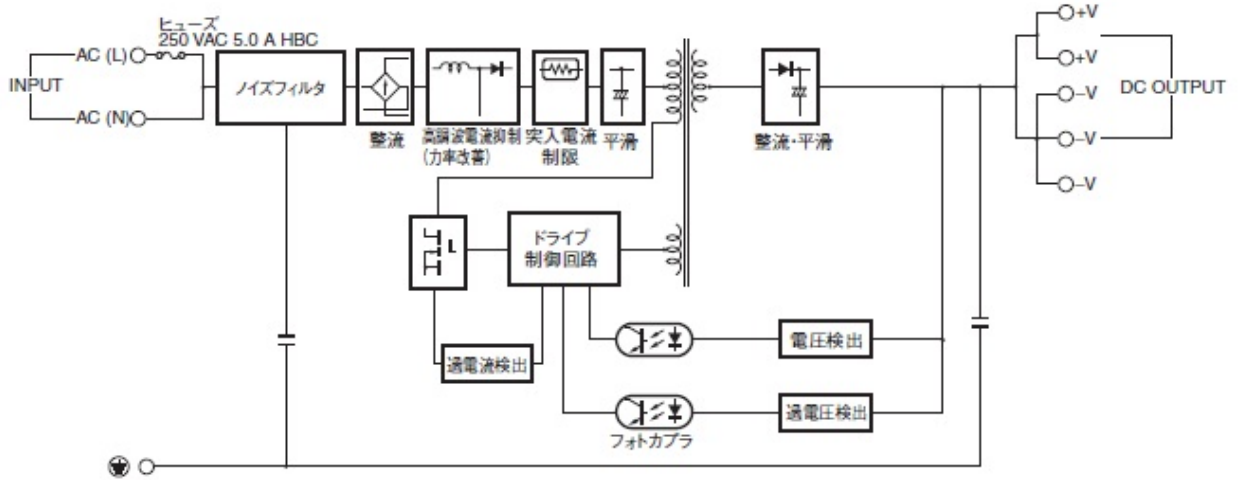 ヒューズ
250 VAC 5.0 A HBC
AC (L)
INPUT
AC (N)
ノイズフィルタ
整流
高調波電流抑制
(力率改善)
突入電流
制限
平滑
整流・平滑
+V
+V
–V
–V
–V
DC OUTPUT
ドライブ
制御回路
過電流検出
電圧検出
過電圧検出
フォトカプラ